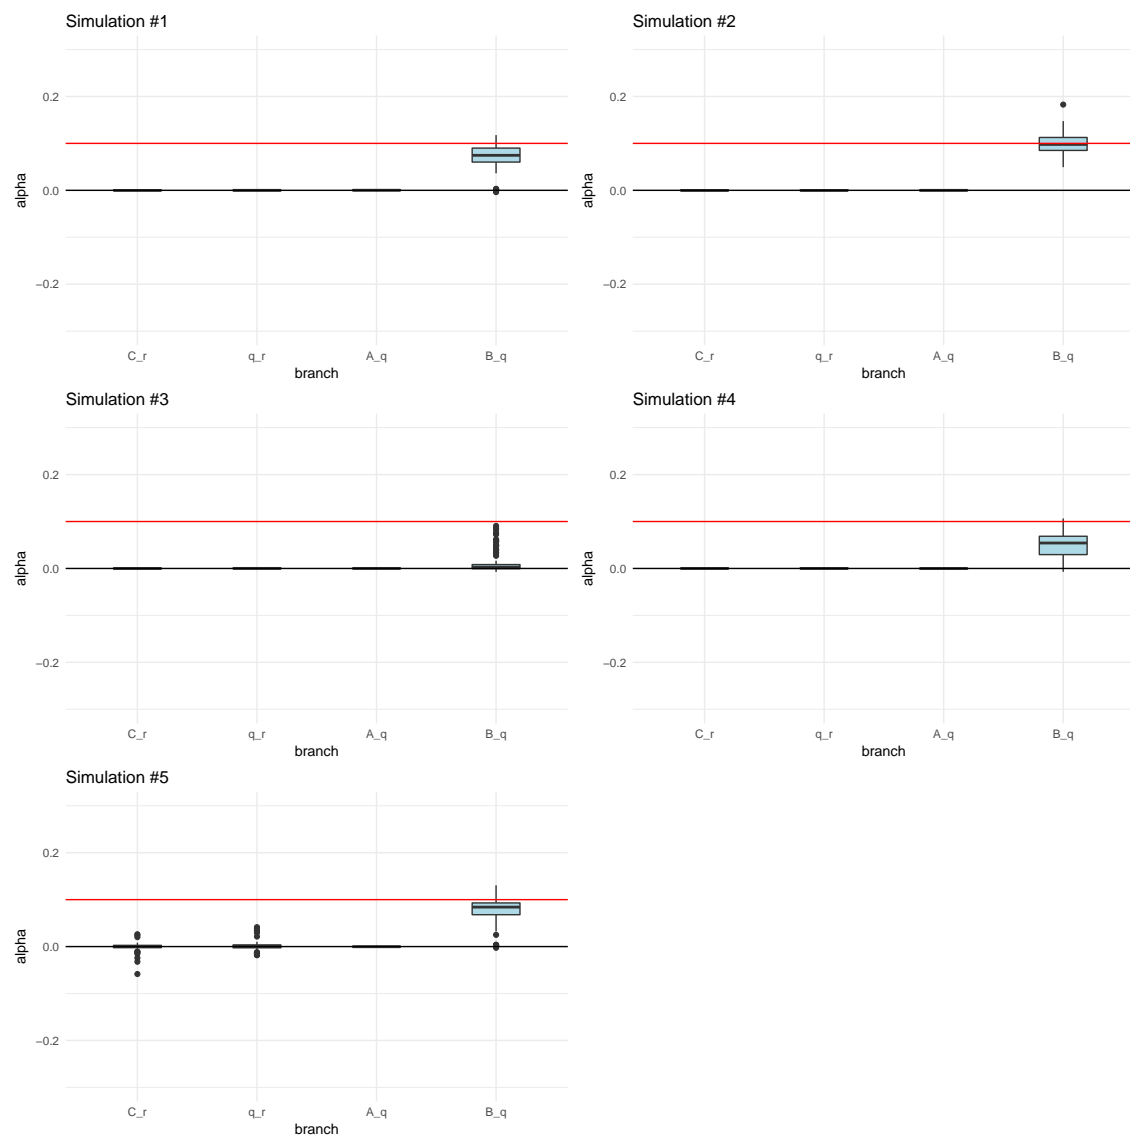 Simulation #1
0.2
0.0
−0.2
alpha
C_r q_r A_q B_q
branch
Simulation #2
0.2
0.0
−0.2
alpha
C_r q_r A_q B_q
branch
Simulation #3
0.2
0.0
−0.2
alpha
C_r q_r A_q B_q
branch
Simulation #4
0.2
0.0
−0.2
alpha
C_r q_r A_q B_q
branch
Simulation #5
0.2
0.0
−0.2
alpha
C_r q_r A_q B_q
branch